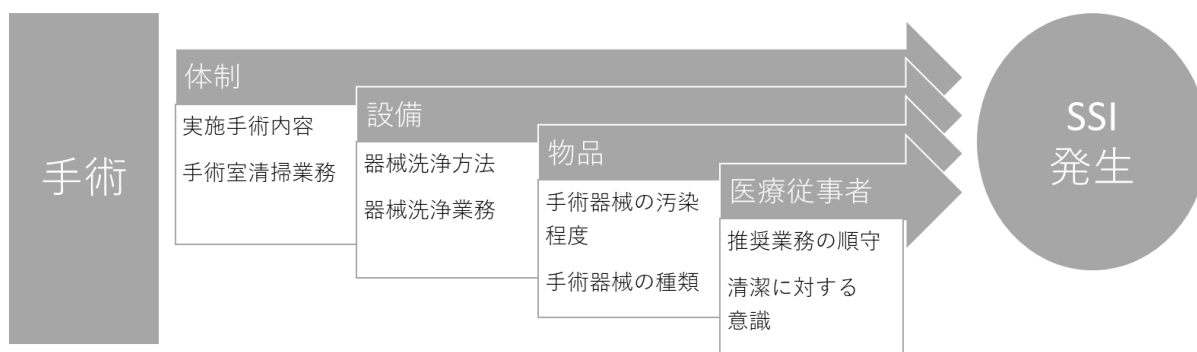 手術
体制
実施手術内容
手術室清掃業務
設備
器械洗浄方法
器械洗浄業務
物品
手術器械の汚染
程度
手術器械の種類
医療従事者
推奨業務の順守
清潔に対する
意識
SSI
発生